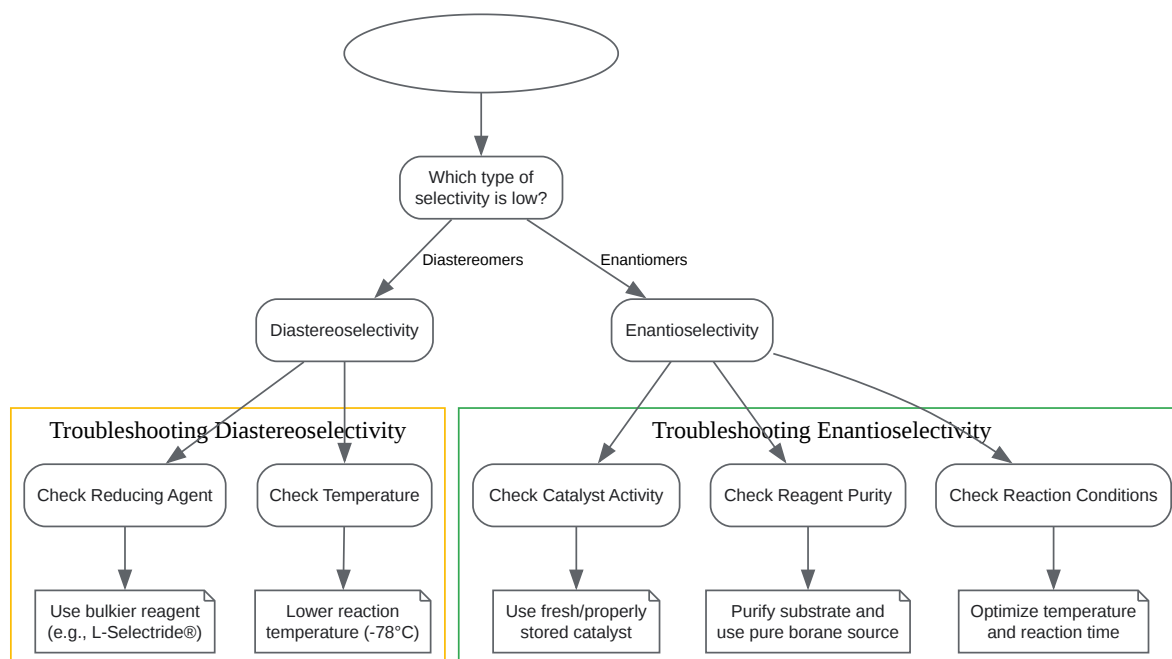 Which type of
selectivity is low?
Diastereomers
Enantiomers
Diastereoselectivity
Enantioselectivity
Troubleshooting Diastereoselectivity
Troubleshooting Enantioselectivity
Check Reducing Agent
Check Temperature
Check Catalyst Activity
Check Reagent Purity
Check Reaction Conditions
Use bulkier reagent
(e.g., L-Selectride®)
Lower reaction
temperature (-78°C)
Use fresh/properly
stored catalyst
Purify substrate and
use pure borane source
Optimize temperature
and reaction time